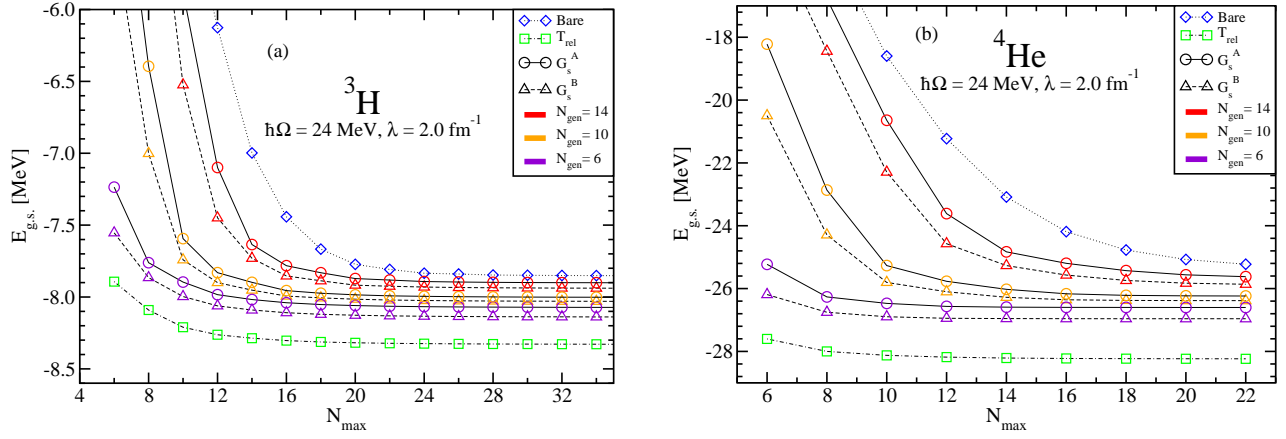 (a)
³H
ħΩ = 24 MeV, λ = 2.0 fm⁻¹
Bare
T_rel
G_s^A
G_s^B
N_gen = 14
N_gen = 10
N_gen = 6
-6.0
-6.5
-7.0
-7.5
-8.0
-8.5
E_g.s. [MeV]
4 8 12 16 20 24 28 32
N_max
(b)
⁴He
ħΩ = 24 MeV, λ = 2.0 fm⁻¹
Bare
T_rel
G_s^A
G_s^B
N_gen = 14
N_gen = 10
N_gen = 6
-18
-20
-22
-24
-26
-28
E_g.s. [MeV]
6 8 10 12 14 16 18 20 22
N_max